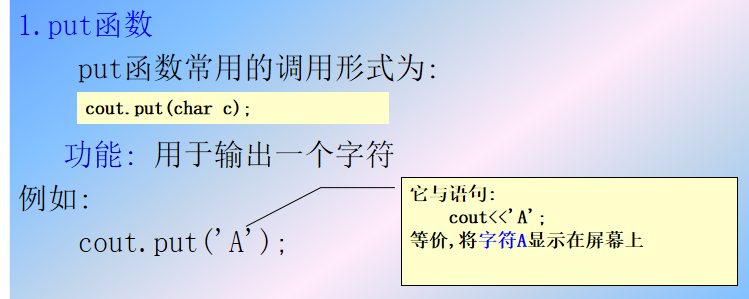 1.put函数
put函数常用的调用形式为:
cout.put(char c);
功能: 用于输出一个字符
例如:
cout.put('A');
它与语句:
cout<<'A';
等价,将字符A显示在屏幕上